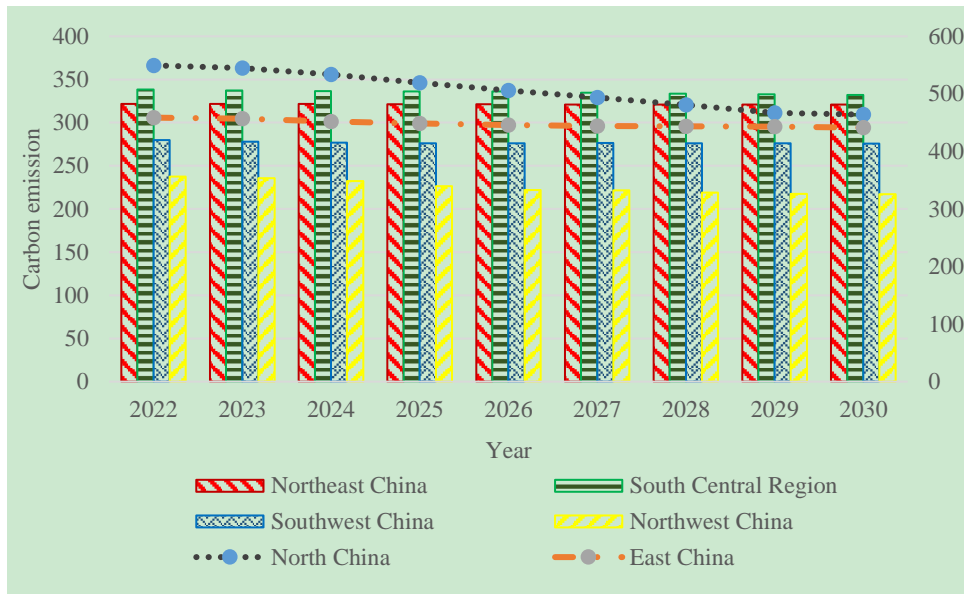 400
350
300
250
200
150
100
50
0
Carbon emission
600
500
400
300
200
100
0
2022 2023 2024 2025 2026 2027 2028 2029 2030
Year
Northeast China South Central Region
Southwest China Northwest China
North China East China